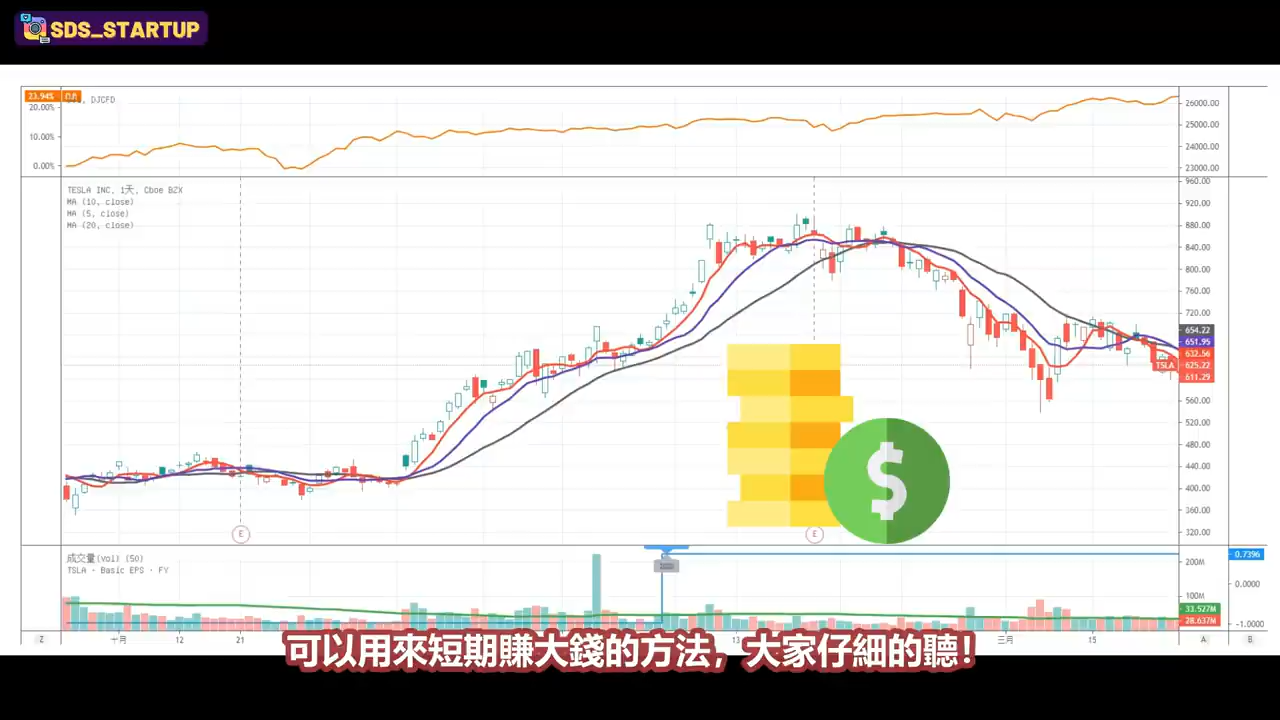 SDS_STARTUP
23.94%
DJCFD
20.00%
10.00%
0.00%
26000.00
25000.00
24000.00
23000.00
TESLA INC, 1天, Cboe BZX
MA (10, close)
MA (5, close)
MA (20, close)
960.00
920.00
880.00
840.00
800.00
760.00
720.00
654.22
651.95
632.56
TSLA 625.22
611.29
560.00
520.00
480.00
440.00
400.00
360.00
320.00
E
E
$
成交量(Vol) (50)
TSLA · Basic EPS · FY
200M
100M
33.527M
28.637M
0.7396
0.0000
-1.0000
Z
十月
12
21
三月
15
A
B
可以用來短期賺大錢的方法，大家仔細的聽！